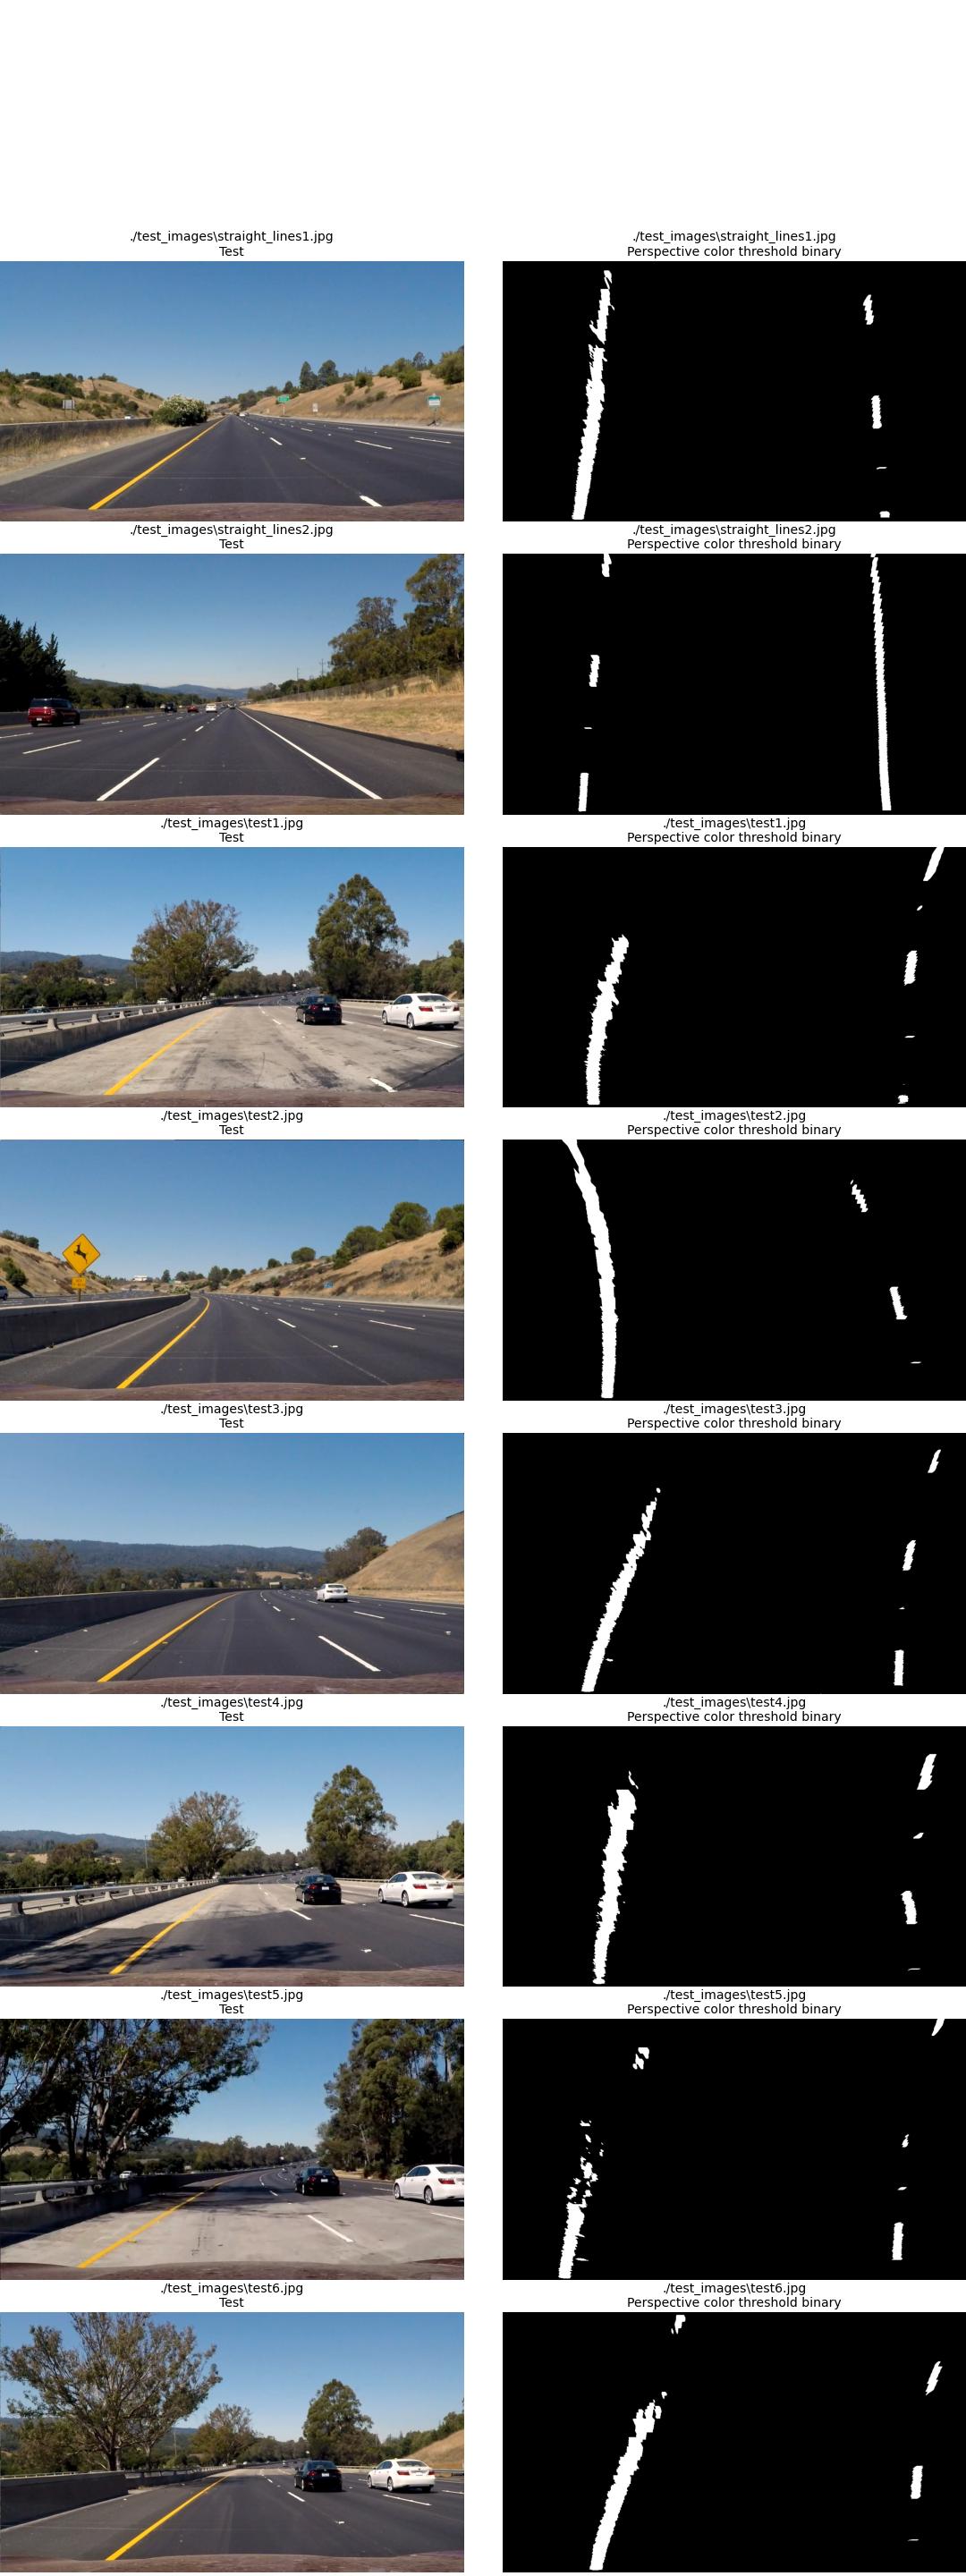 ./test_images\straight_lines1.jpg
Test
./test_images\straight_lines1.jpg
Perspective color threshold binary
./test_images\straight_lines2.jpg
Test
./test_images\straight_lines2.jpg
Perspective color threshold binary
./test_images\test1.jpg
Test
./test_images\test1.jpg
Perspective color threshold binary
./test_images\test2.jpg
Test
./test_images\test2.jpg
Perspective color threshold binary
./test_images\test3.jpg
Test
./test_images\test3.jpg
Perspective color threshold binary
./test_images\test4.jpg
Test
./test_images\test4.jpg
Perspective color threshold binary
./test_images\test5.jpg
Test
./test_images\test5.jpg
Perspective color threshold binary
./test_images\test6.jpg
Test
./test_images\test6.jpg
Perspective color threshold binary